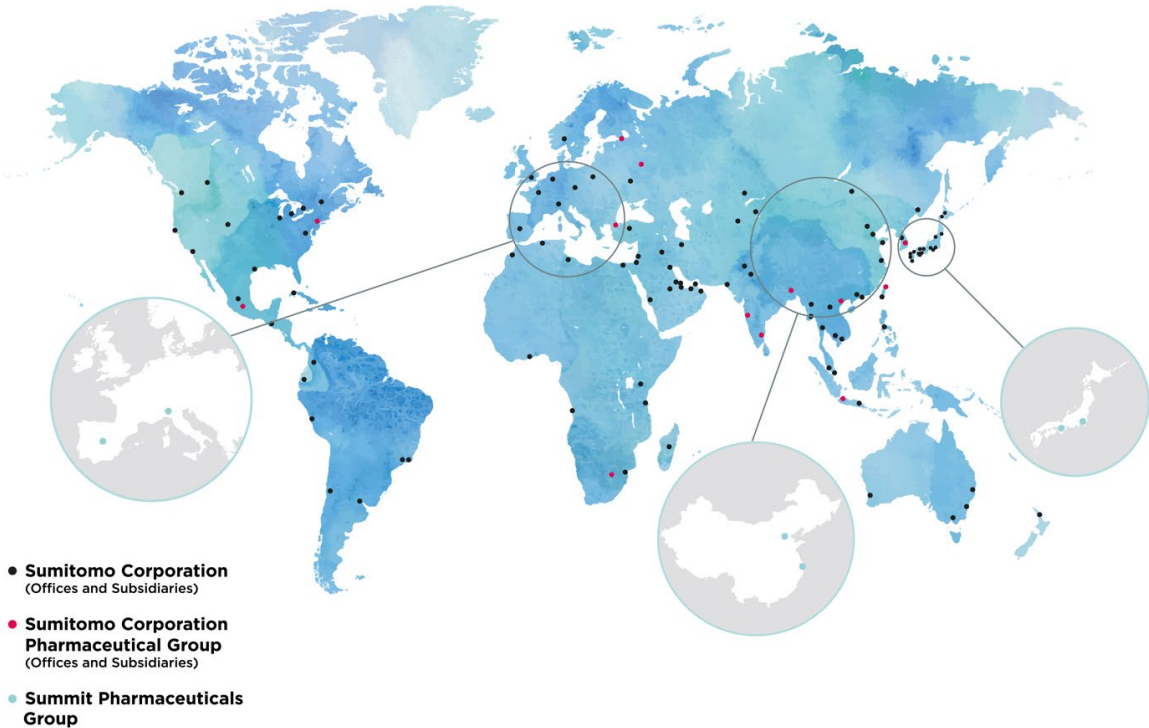 Sumitomo Corporation
(Offices and Subsidiaries)
Sumitomo Corporation
Pharmaceutical Group
(Offices and Subsidiaries)
Summit Pharmaceuticals
Group